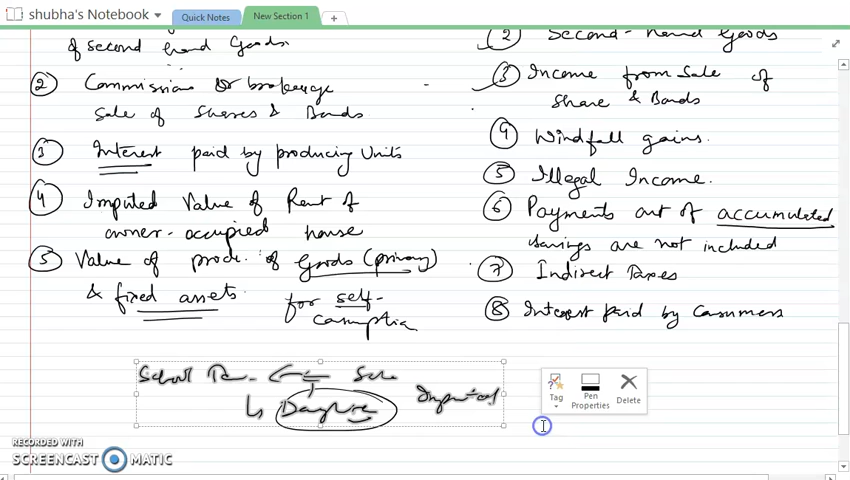 shubha's Notebook
Quick Notes
New Section 1
+
of second hand Goods.
② Commission Or brokerage
sale of shares & Bonds
③ Interest paid by producing Units
④ Imputed Value of Rent of
owner-occupied house
⑤ Value of prodn. of Goods (primary)
& fixed assets for self-
consumption
② Second-hand Goods
③ Income from Sale of
Share & Bonds
④ Windfall gains.
⑤ Illegal Income.
⑥ Payments out of accumulated
savings are not included
⑦ Indirect Taxes
⑧ Interest paid by Consumers
School
Tag
Pen
Properties
Delete
RECORDED WITH
SCREENCAST MATIC